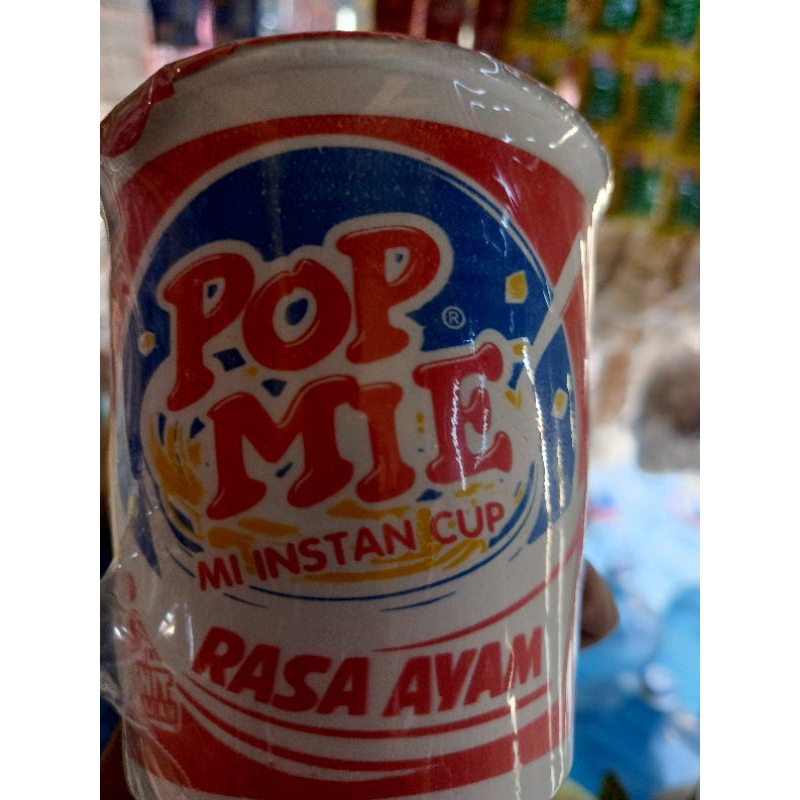 POP
MIE ®
MI INSTAN CUP
RASA AYAM